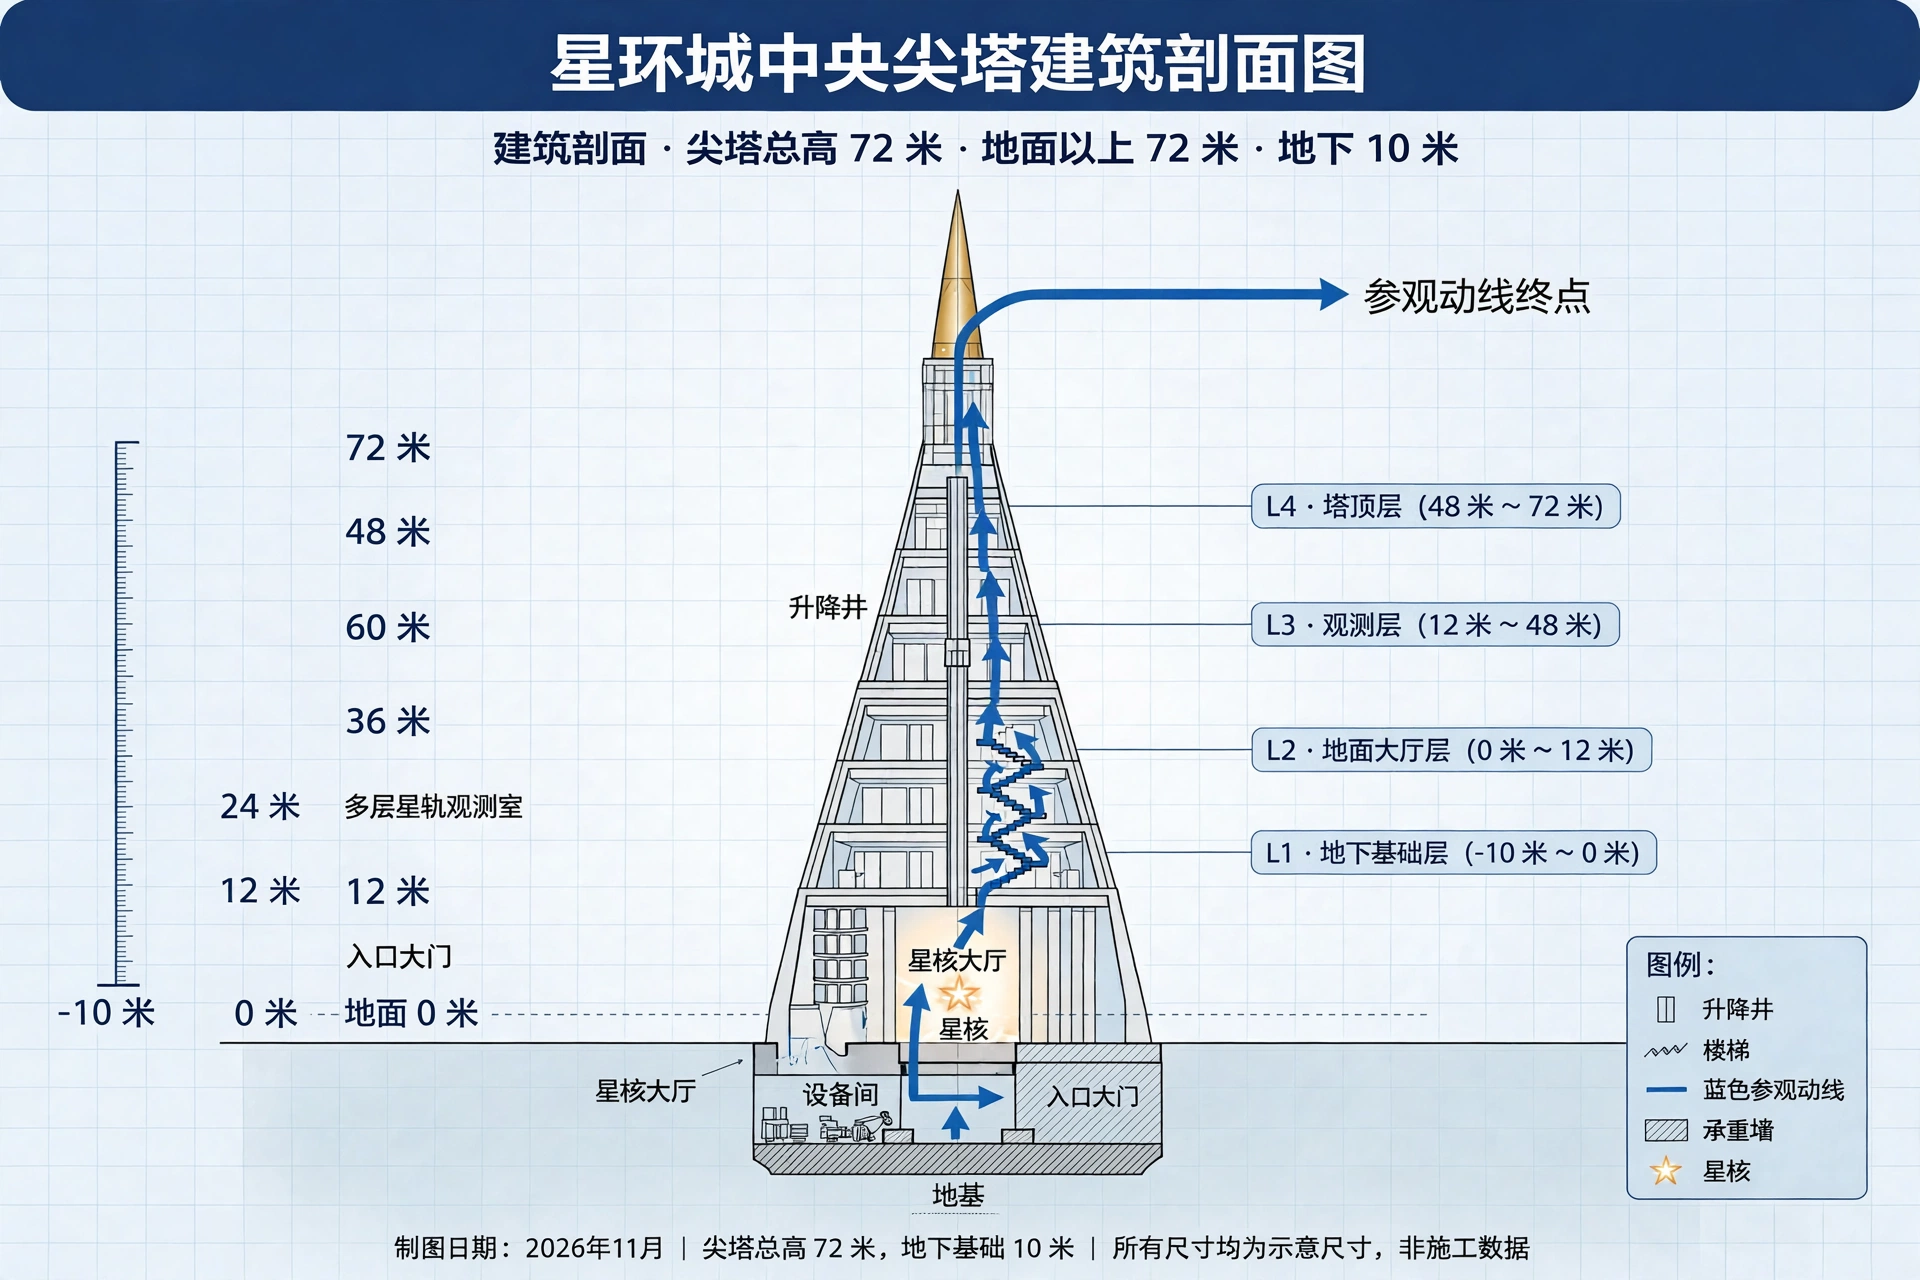 星环城中央尖塔建筑剖面图
建筑剖面 · 尖塔总高 72 米 · 地面以上 72 米 · 地下 10 米
参观动线终点
72 米
48 米
L4 · 塔顶层 (48 米 ~ 72 米)
升降井
60 米
L3 · 观测层 (12 米 ~ 48 米)
36 米
L2 · 地面大厅层 (0 米 ~ 12 米)
24 米 多层星轨观测室
L1 · 地下基础层 (-10 米 ~ 0 米)
12 米 12 米
入口大门
星核大厅
-10 米 0 米 地面 0 米
星核
星核大厅
设备间
入口大门
地基
图例：
升降井
楼梯
蓝色参观动线
承重墙
星核
制图日期：2026年11月 | 尖塔总高 72 米，地下基础 10 米 | 所有尺寸均为示意尺寸，非施工数据